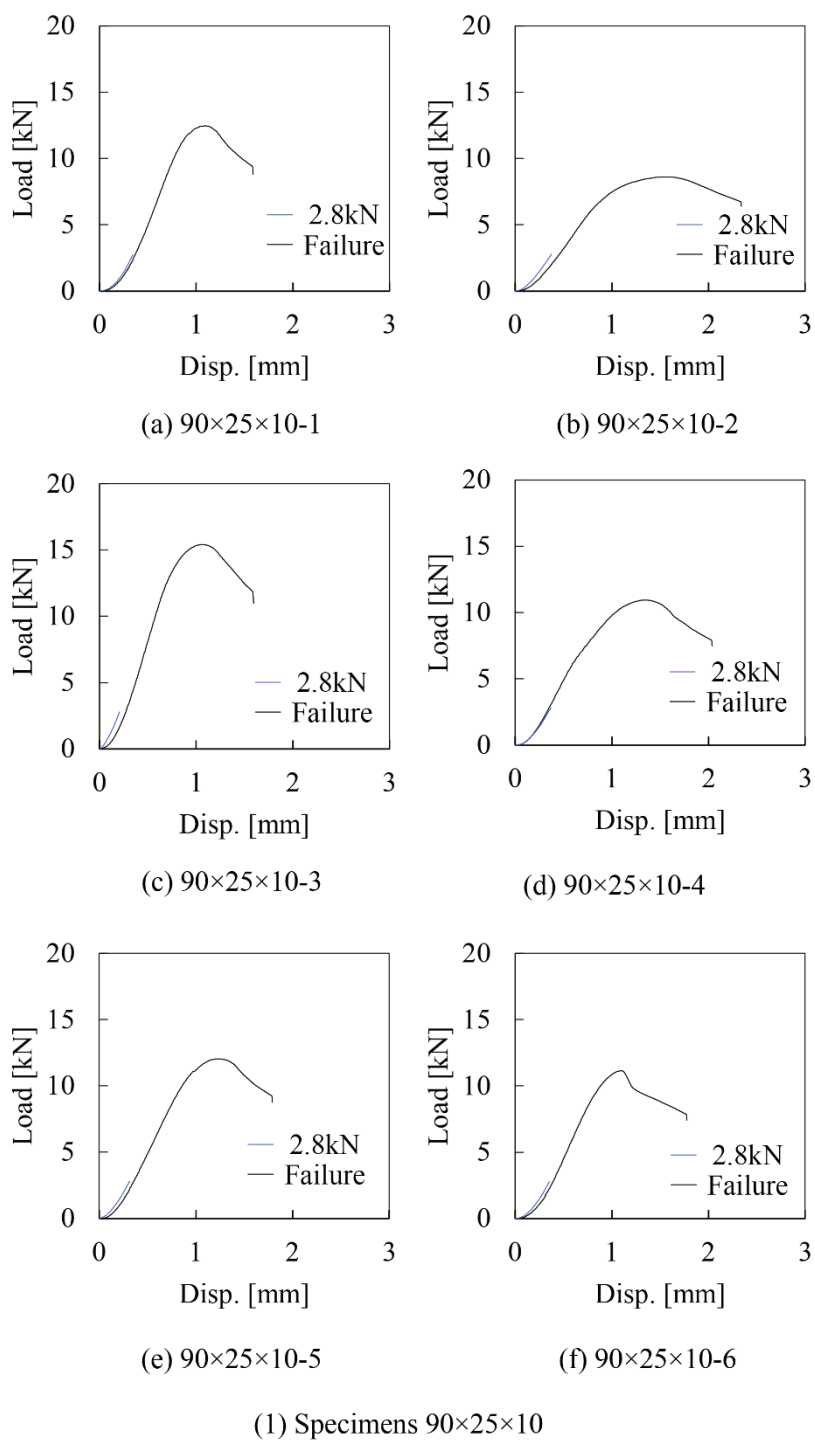 20
15
10
5
0
Load [kN]
2.8kN
Failure
0 1 2 3
Disp. [mm]
(a) 90×25×10-1
20
15
10
5
0
Load [kN]
2.8kN
Failure
0 1 2 3
Disp. [mm]
(b) 90×25×10-2
20
15
10
5
0
Load [kN]
2.8kN
Failure
0 1 2 3
Disp. [mm]
(c) 90×25×10-3
20
15
10
5
0
Load [kN]
2.8kN
Failure
0 1 2 3
Disp. [mm]
(d) 90×25×10-4
20
15
10
5
0
Load [kN]
2.8kN
Failure
0 1 2 3
Disp. [mm]
(e) 90×25×10-5
20
15
10
5
0
Load [kN]
2.8kN
Failure
0 1 2 3
Disp. [mm]
(f) 90×25×10-6
(1) Specimens 90×25×10